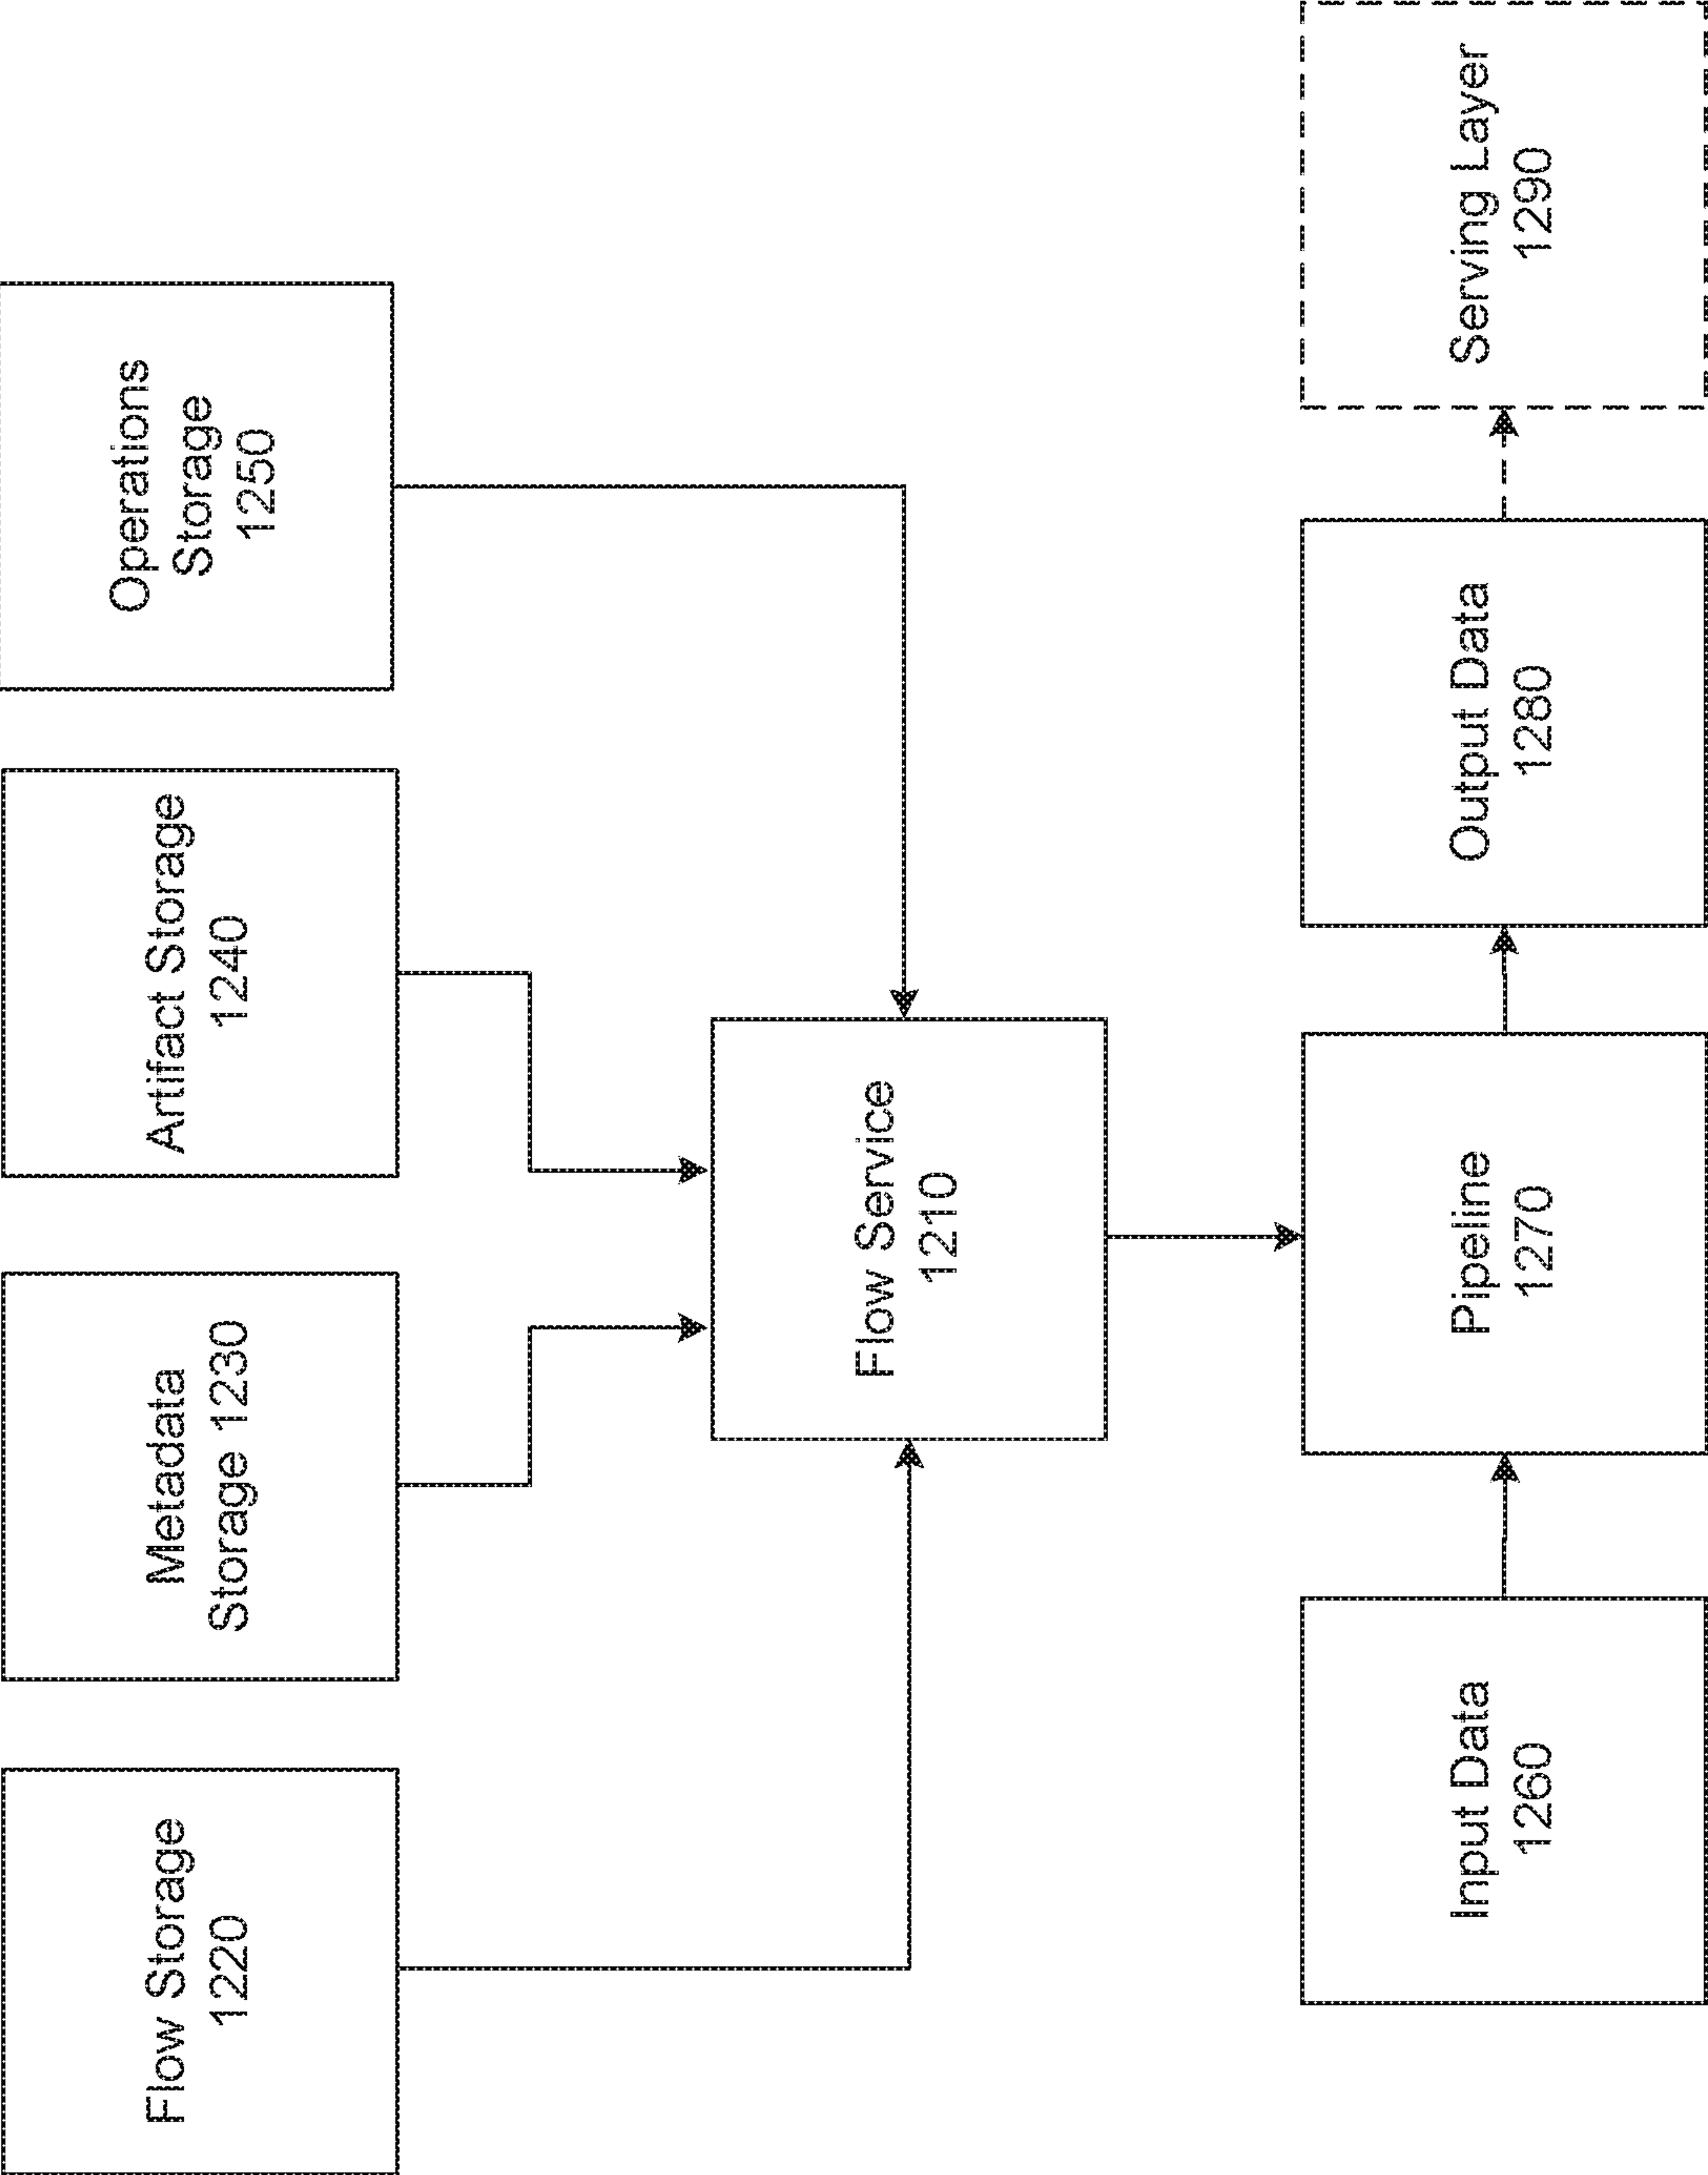 Flow Storage
1220
Metadata
Storage 1230
Artifact Storage
1240
Operations
Storage
1250
Flow Service
1210
Input Data
1260
Pipeline
1270
Output Data
1280
Serving Layer
1290